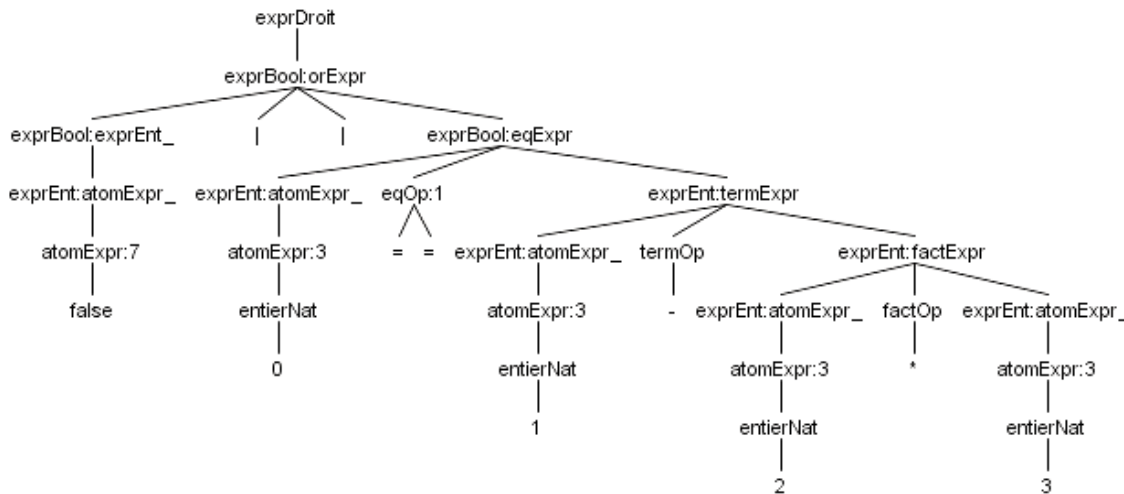 exprDroit
exprBool:orExpr
exprBool:exprEnt_ | | exprBool:eqExpr
exprEnt:atomExpr_ exprEnt:atomExpr_ eqOp:1 exprEnt:termExpr
atomExpr:7 atomExpr:3 = = exprEnt:atomExpr_ termOp exprEnt:factExpr
false entierNat atomExpr:3 - exprEnt:atomExpr_ factOp exprEnt:atomExpr_
0 entierNat atomExpr:3 * atomExpr:3
1 entierNat entierNat
2 3